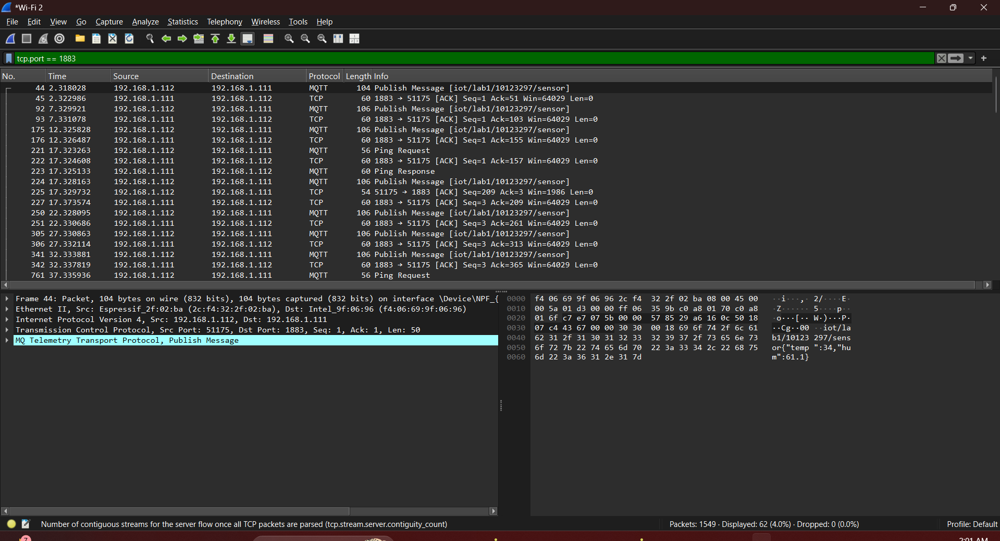 *Wi-Fi 2
File Edit View Go Capture Analyze Statistics Telephony Wireless Tools Help
tcp.port == 1883
No. Time Source Destination Protocol Length Info
44 2.318028 192.168.1.112 192.168.1.111 MQTT 104 Publish Message [iot/lab1/10123297/sensor]
45 2.322986 192.168.1.111 192.168.1.112 TCP 60 1883 → 51175 [ACK] Seq=1 Ack=51 Win=64029 Len=0
92 7.329921 192.168.1.112 192.168.1.111 MQTT 106 Publish Message [iot/lab1/10123297/sensor]
93 7.331078 192.168.1.111 192.168.1.112 TCP 60 1883 → 51175 [ACK] Seq=1 Ack=103 Win=64029 Len=0
175 12.325828 192.168.1.112 192.168.1.111 MQTT 106 Publish Message [iot/lab1/10123297/sensor]
176 12.326487 192.168.1.111 192.168.1.112 TCP 60 1883 → 51175 [ACK] Seq=1 Ack=155 Win=64029 Len=0
221 17.323263 192.168.1.112 192.168.1.111 MQTT 56 Ping Request
222 17.324608 192.168.1.111 192.168.1.112 TCP 60 1883 → 51175 [ACK] Seq=1 Ack=157 Win=64029 Len=0
223 17.325133 192.168.1.111 192.168.1.112 MQTT 60 Ping Response
224 17.328163 192.168.1.112 192.168.1.111 MQTT 106 Publish Message [iot/lab1/10123297/sensor]
225 17.329732 192.168.1.112 192.168.1.111 TCP 54 51175 → 1883 [ACK] Seq=209 Ack=3 Win=1986 Len=0
227 17.373574 192.168.1.111 192.168.1.112 TCP 60 1883 → 51175 [ACK] Seq=3 Ack=209 Win=64029 Len=0
250 22.328095 192.168.1.112 192.168.1.111 MQTT 106 Publish Message [iot/lab1/10123297/sensor]
251 22.330686 192.168.1.111 192.168.1.112 TCP 60 1883 → 51175 [ACK] Seq=3 Ack=261 Win=64029 Len=0
305 27.330863 192.168.1.112 192.168.1.111 MQTT 106 Publish Message [iot/lab1/10123297/sensor]
306 27.332114 192.168.1.111 192.168.1.112 TCP 60 1883 → 51175 [ACK] Seq=3 Ack=313 Win=64029 Len=0
341 32.333881 192.168.1.112 192.168.1.111 MQTT 106 Publish Message [iot/lab1/10123297/sensor]
342 32.337819 192.168.1.111 192.168.1.112 TCP 60 1883 → 51175 [ACK] Seq=3 Ack=365 Win=64029 Len=0
761 37.335936 192.168.1.112 192.168.1.111 MQTT 56 Ping Request
Frame 44: Packet, 104 bytes on wire (832 bits), 104 bytes captured (832 bits) on interface \Device\NPF_{
Ethernet II, Src: Espressif_2f:02:ba (2c:f4:32:2f:02:ba), Dst: Intel_9f:06:96 (f4:06:69:9f:06:96)
Internet Protocol Version 4, Src: 192.168.1.112, Dst: 192.168.1.111
Transmission Control Protocol, Src Port: 51175, Dst Port: 1883, Seq: 1, Ack: 1, Len: 50
MQ Telemetry Transport Protocol, Publish Message
0000 f4 06 69 9f 06 96 2c f4 32 2f 02 ba 08 00 45 00 ··i···,· 2/····E·
0010 00 5a 01 d3 00 00 ff 06 35 9b c0 a8 01 70 c0 a8 ·Z······ 5····p··
0020 01 6f c7 e7 07 5b 00 00 57 85 29 a6 16 0c 50 18 ·o···[·· W·)···P·
0030 07 c4 43 67 00 00 30 30 00 18 69 6f 74 2f 6c 61 ··Cg··00 ··iot/la
0040 62 31 2f 31 30 31 32 33 32 39 37 2f 73 65 6e 73 b1/10123 297/sens
0050 6f 72 7b 22 74 65 6d 70 22 3a 33 34 2c 22 68 75 or{"temp ":34,"hu
0060 6d 22 3a 36 31 2e 31 7d m":61.1}
Number of contiguous streams for the server flow once all TCP packets are parsed (tcp.stream.server.contiguity_count)
Packets: 1549 · Displayed: 62 (4.0%) · Dropped: 0 (0.0%)
Profile: Default
7
2:01 AM